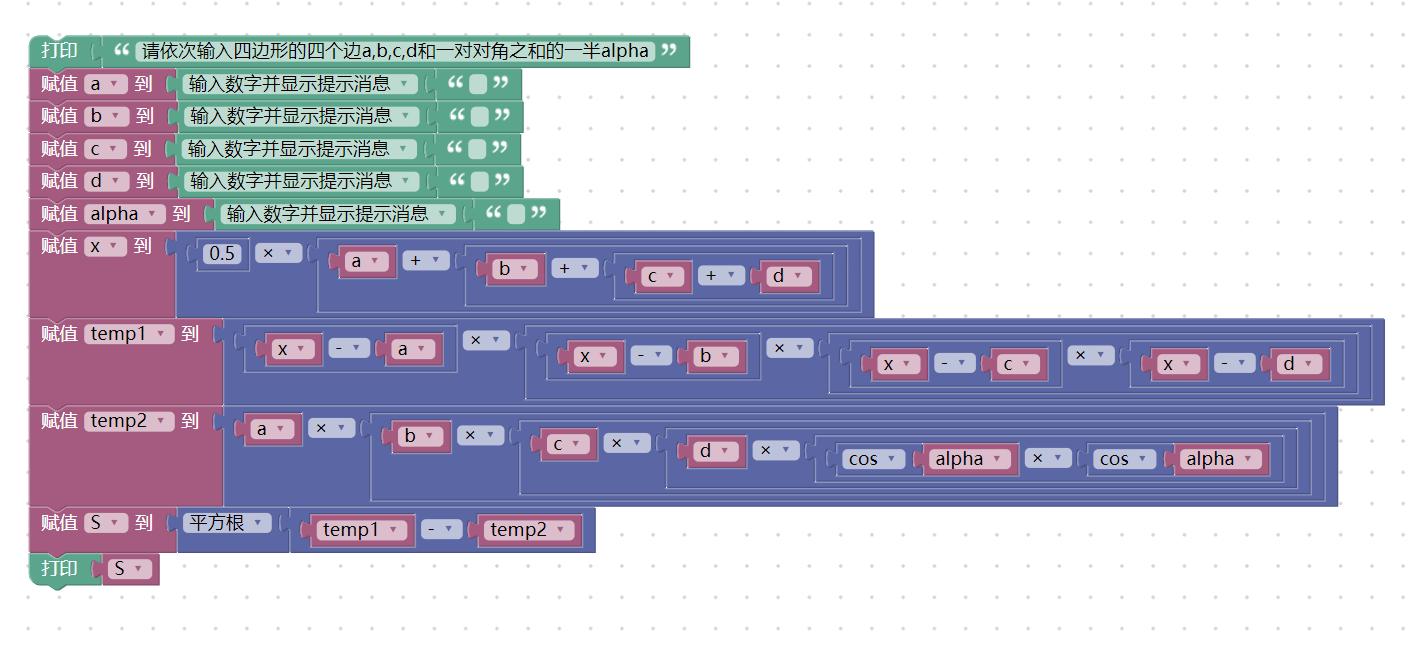 打印 “ 请依次输入四边形的四个边a,b,c,d和一对对角之和的一半alpha ”
赋值 a 到 输入数字并显示提示消息 “ ”
赋值 b 到 输入数字并显示提示消息 “ ”
赋值 c 到 输入数字并显示提示消息 “ ”
赋值 d 到 输入数字并显示提示消息 “ ”
赋值 alpha 到 输入数字并显示提示消息 “ ”
赋值 x 到 0.5 × a + b + c + d
赋值 temp1 到 x - a × x - b × x - c × x - d
赋值 temp2 到 a × b × c × d × cos alpha × cos alpha
赋值 S 到 平方根 temp1 - temp2
打印 S